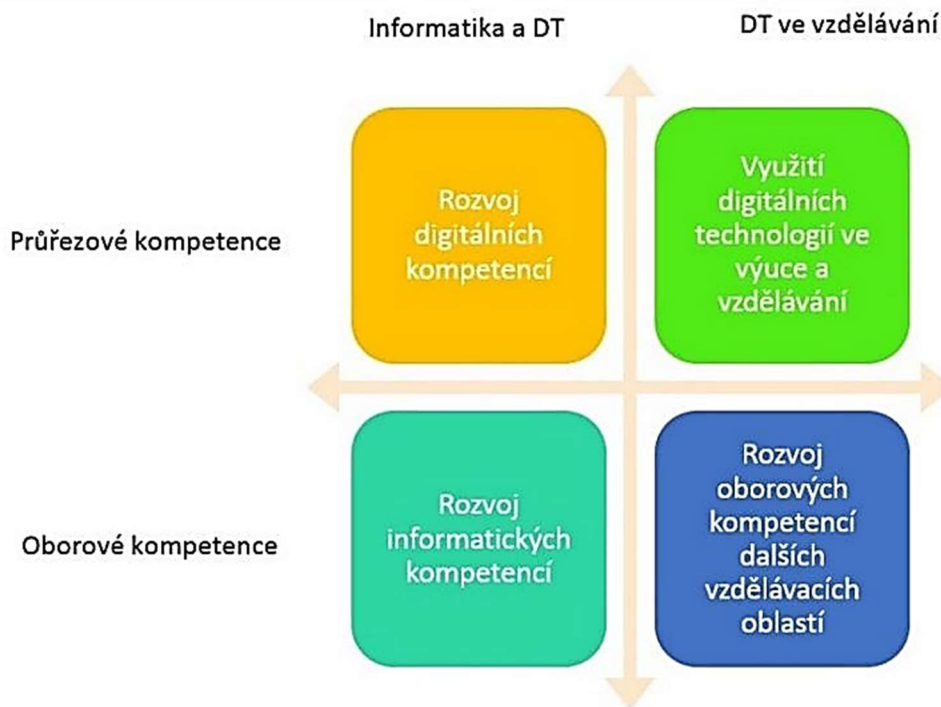 Informatika a DT
DT ve vzdělávání
Průřezové kompetence
Rozvoj
digitálních
kompetencí
Využití
digitálních
technologií ve
výuce a
vzdělávání
Oborové kompetence
Rozvoj
informatických
kompetencí
Rozvoj
oborových
kompetencí
dalších
vzdělávacích
oblastí